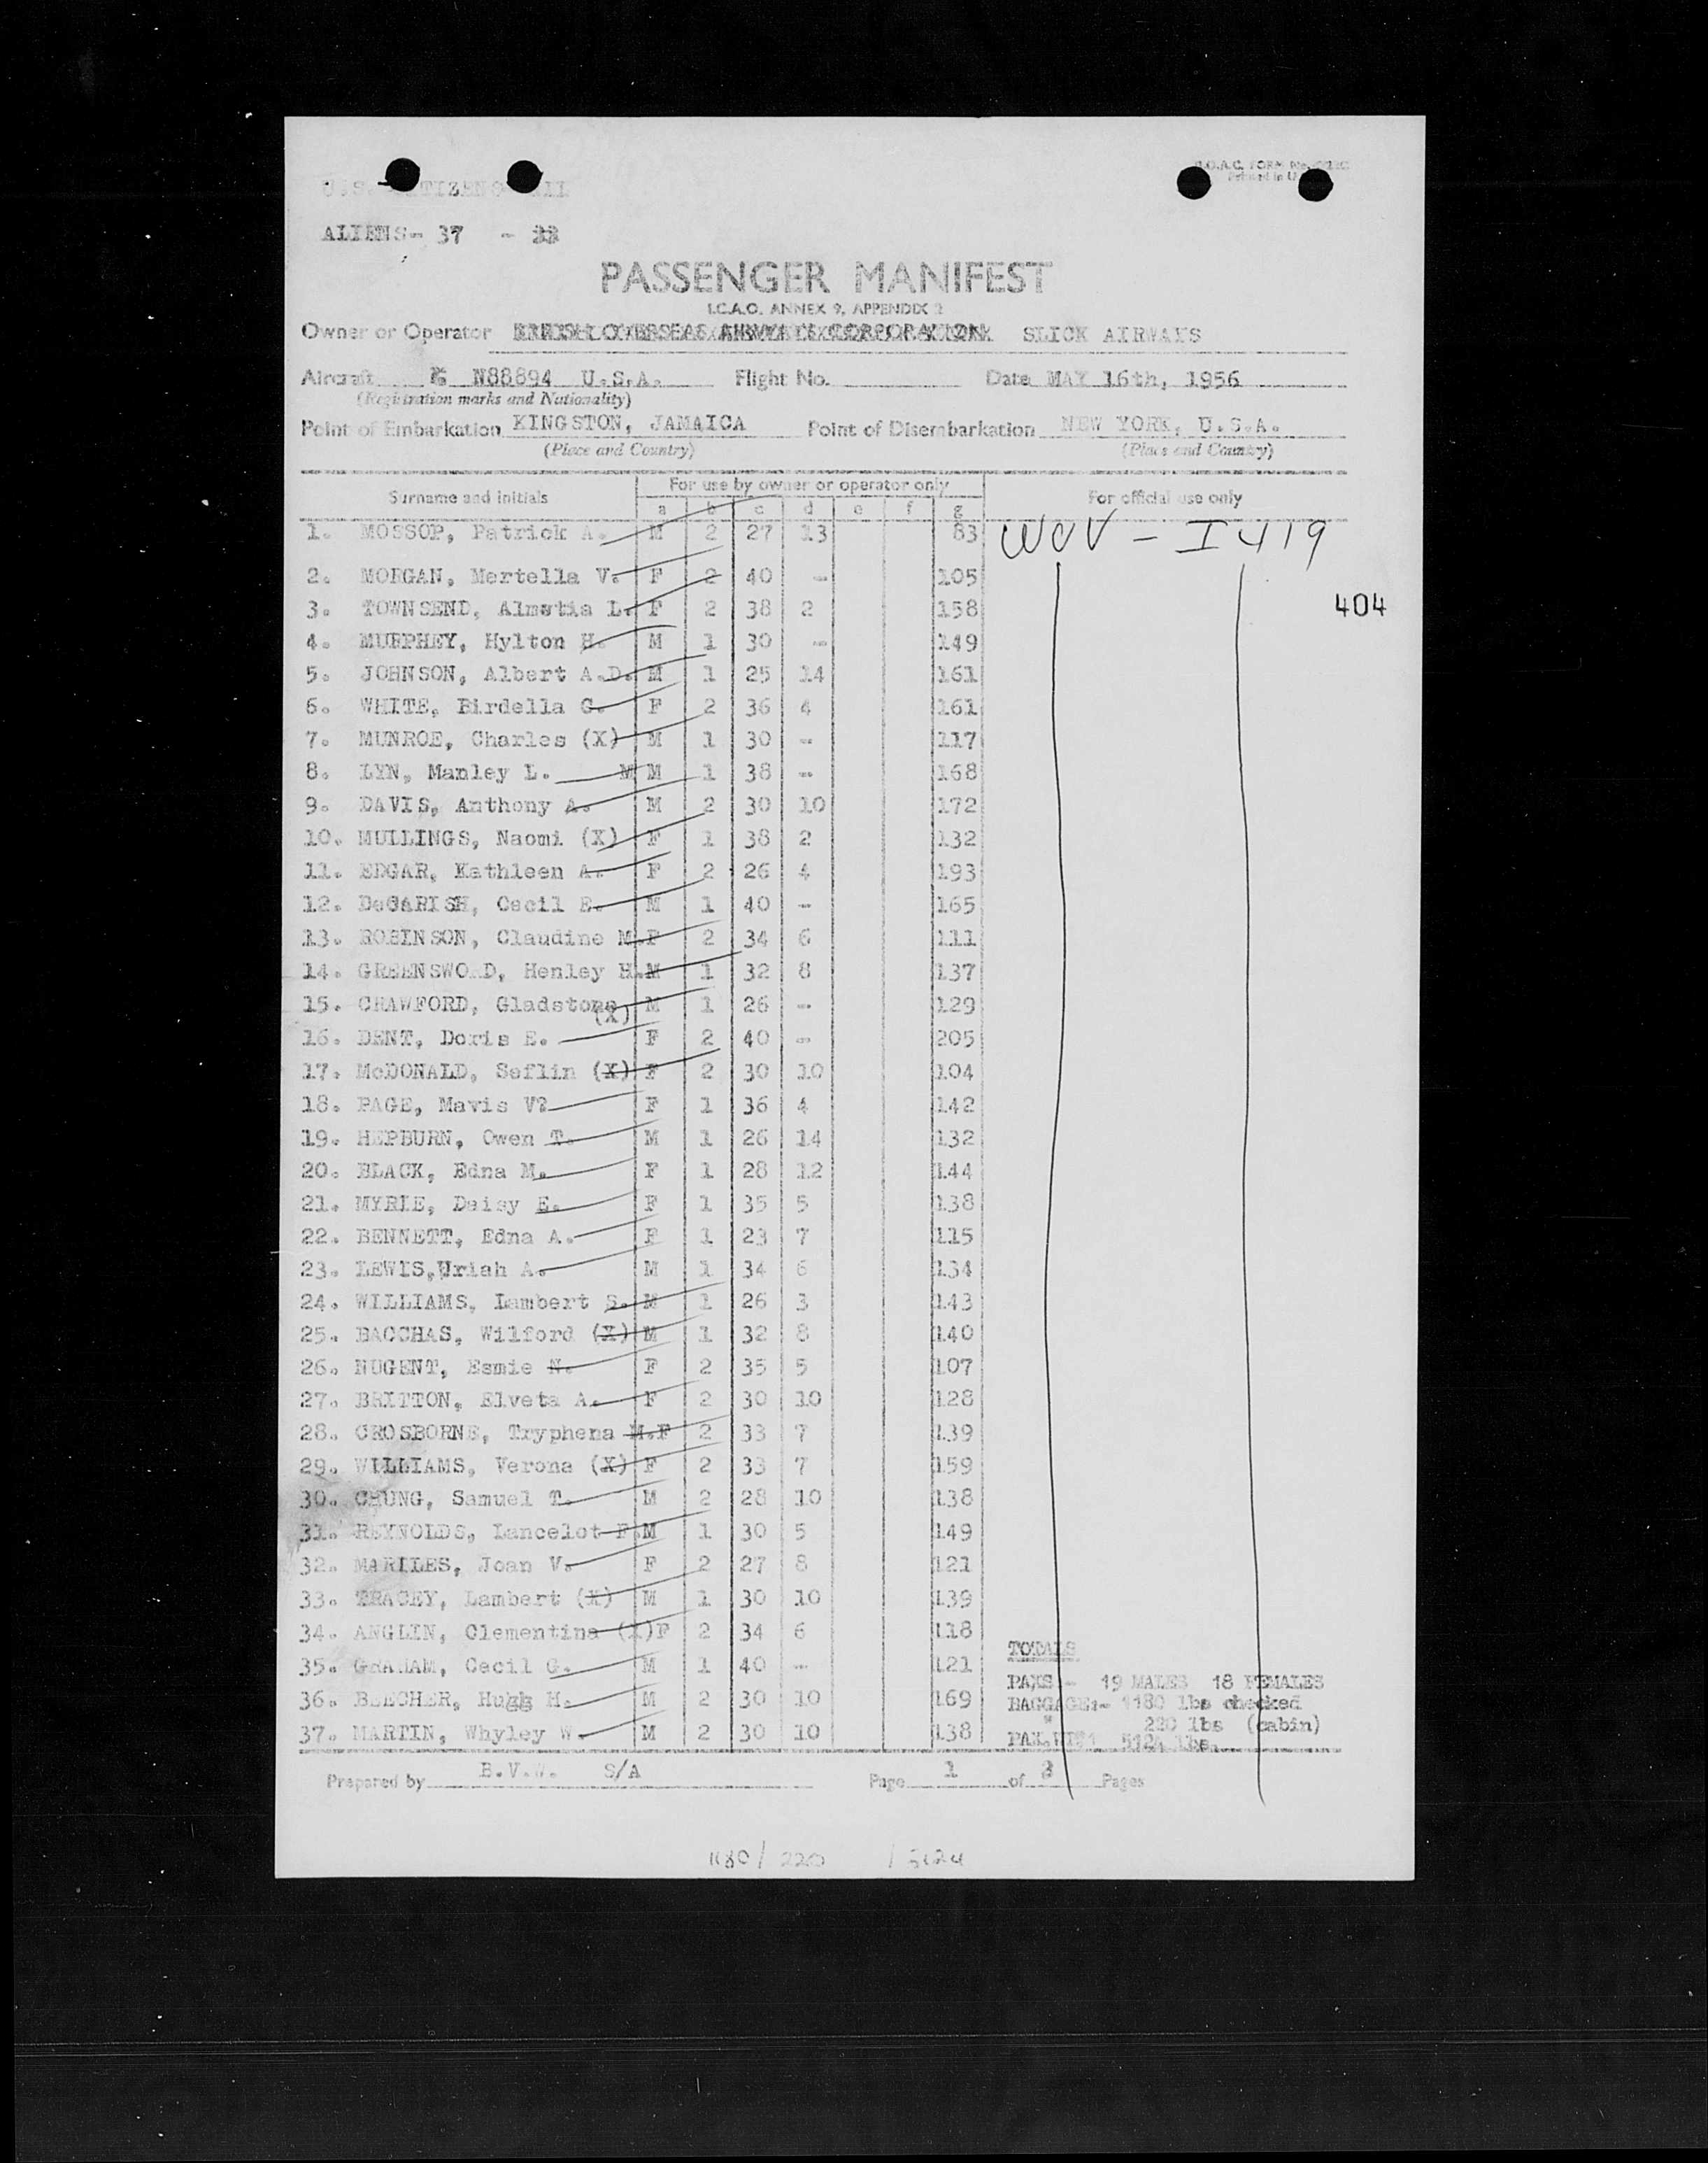 U.S. CITIZENS NIL
ALIENS- 37 -
PASSENGER MANIFEST
I.C.A.O. ANNEX 9, APPENDIX 2
Owner or Operator BRITISH OVERSEAS AIRWAYS CORPORATION SLICK AIRWAYS
Aircraft N88894 U.S.A. Flight No. Date MAY 16th, 1956
(Registration marks and Nationality)
Point of Embarkation KINGSTON, JAMAICA Point of Disembarkation NEW YORK, U.S.A.
(Place and Country) (Place and Country)
Surname and initials For use by owner or operator only For official use only
a b c d e f g
1. MOSSOP, Patrick A. M 2 27 13 83 WOV - I 419
2. MORGAN, Mertella V. F 2 40 - 105
3. TOWNSEND, Almetia L. F 2 38 2 158
404
4. MURPHEY, Hylton H. M 1 30 - 149
5. JOHNSON, Albert A.D. M 1 25 14 161
6. WHITE, Birdella G. F 2 36 4 161
7. MUNROE, Charles (X) M 1 30 - 117
8. LYN, Manley L. M M 1 38 - 168
9. DAVIS, Anthony A. M 2 30 10 172
10. MULLINGS, Naomi (X) F 1 38 2 132
11. EDGAR, Kathleen A. F 2 26 4 193
12. DeGARISH, Cecil E. M 1 40 - 165
13. ROBINSON, Claudine M. F 2 34 6 111
14. GREENSWORD, Henley H. M 1 32 8 137
15. CRAWFORD, Gladstone (X) M 1 26 - 129
16. DENT, Doris E. F 2 40 - 205
17. McDONALD, Seflin (X) F 2 30 10 104
18. PAGE, Mavis V? F 1 36 4 142
19. HEPBURN, Owen T. M 1 26 14 132
20. BLACK, Edna M. F 1 28 12 144
21. MYRIE, Daisy E. F 1 35 5 138
22. BENNETT, Edna A. F 1 23 7 115
23. LEWIS,Uriah A. M 1 34 6 134
24. WILLIAMS, Lambert S. M 1 26 3 143
25. BACCHAS, Wilford (X) M 1 32 8 140
26. NUGENT, Esmie N. F 2 35 5 107
27. BRITTON, Elveta A. F 2 30 10 128
28. CROSBORNE, Tryphena M.F 2 33 7 139
29. WILLIAMS, Verona (X) F 2 33 7 159
30. CHUNG, Samuel T. M 2 28 10 138
31. REYNOLDS, Lancelot F.M 1 30 5 149
32. MARILES, Joan V. F 2 27 8 121
33. TRACEY, Lambert (X) M 1 30 10 139
34. ANGLIN, Clementina (X)F 2 34 6 118
TOTALS
35. GRAHAM, Cecil G. M 1 40 - 121
PAXS - 19 MALES 18 FEMALES
36. BEECHER, Hugh H. M 2 30 10 169
BAGGAGE:- 1180 lbs checked
" 220 lbs (cabin)
37. MARTIN, Whyley W. M 2 30 10 138
PAX.WT: 5124 lbs.
Prepared by B.V.W. S/A Page 1 of Pages
1180 / 220 / 5124